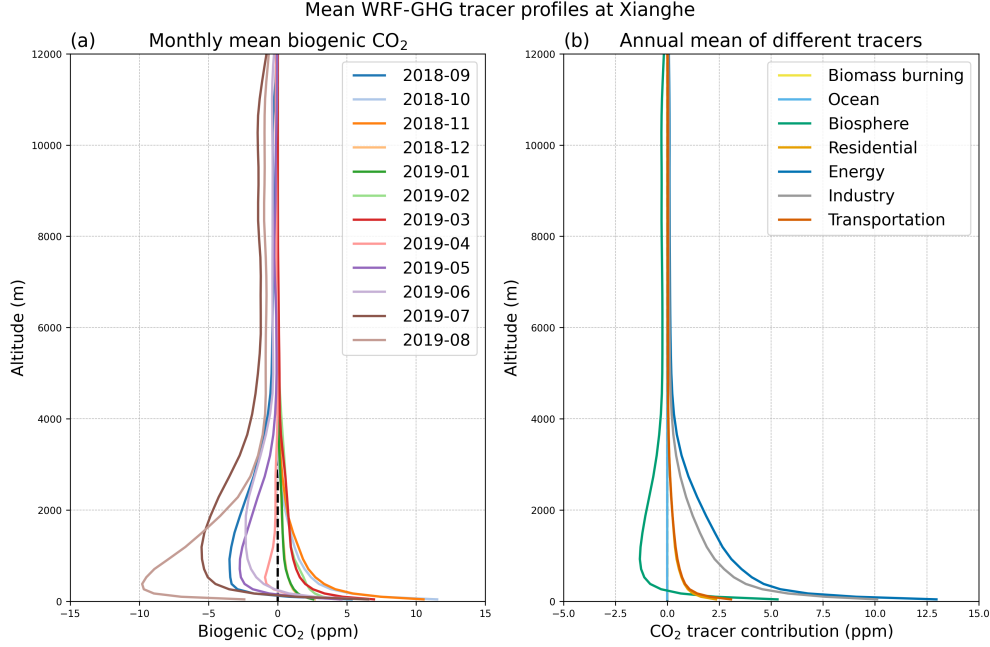 Mean WRF-GHG tracer profiles at Xianghe
(a) Monthly mean biogenic CO₂
12000
10000
8000
6000
4000
2000
0
Altitude (m)
−15 −10 −5 0 5 10 15
Biogenic CO₂ (ppm)
2018-09
2018-10
2018-11
2018-12
2019-01
2019-02
2019-03
2019-04
2019-05
2019-06
2019-07
2019-08
(b) Annual mean of different tracers
12000
10000
8000
6000
4000
2000
0
Altitude (m)
−5.0 −2.5 0.0 2.5 5.0 7.5 10.0 12.5 15.0
CO₂ tracer contribution (ppm)
Biomass burning
Ocean
Biosphere
Residential
Energy
Industry
Transportation